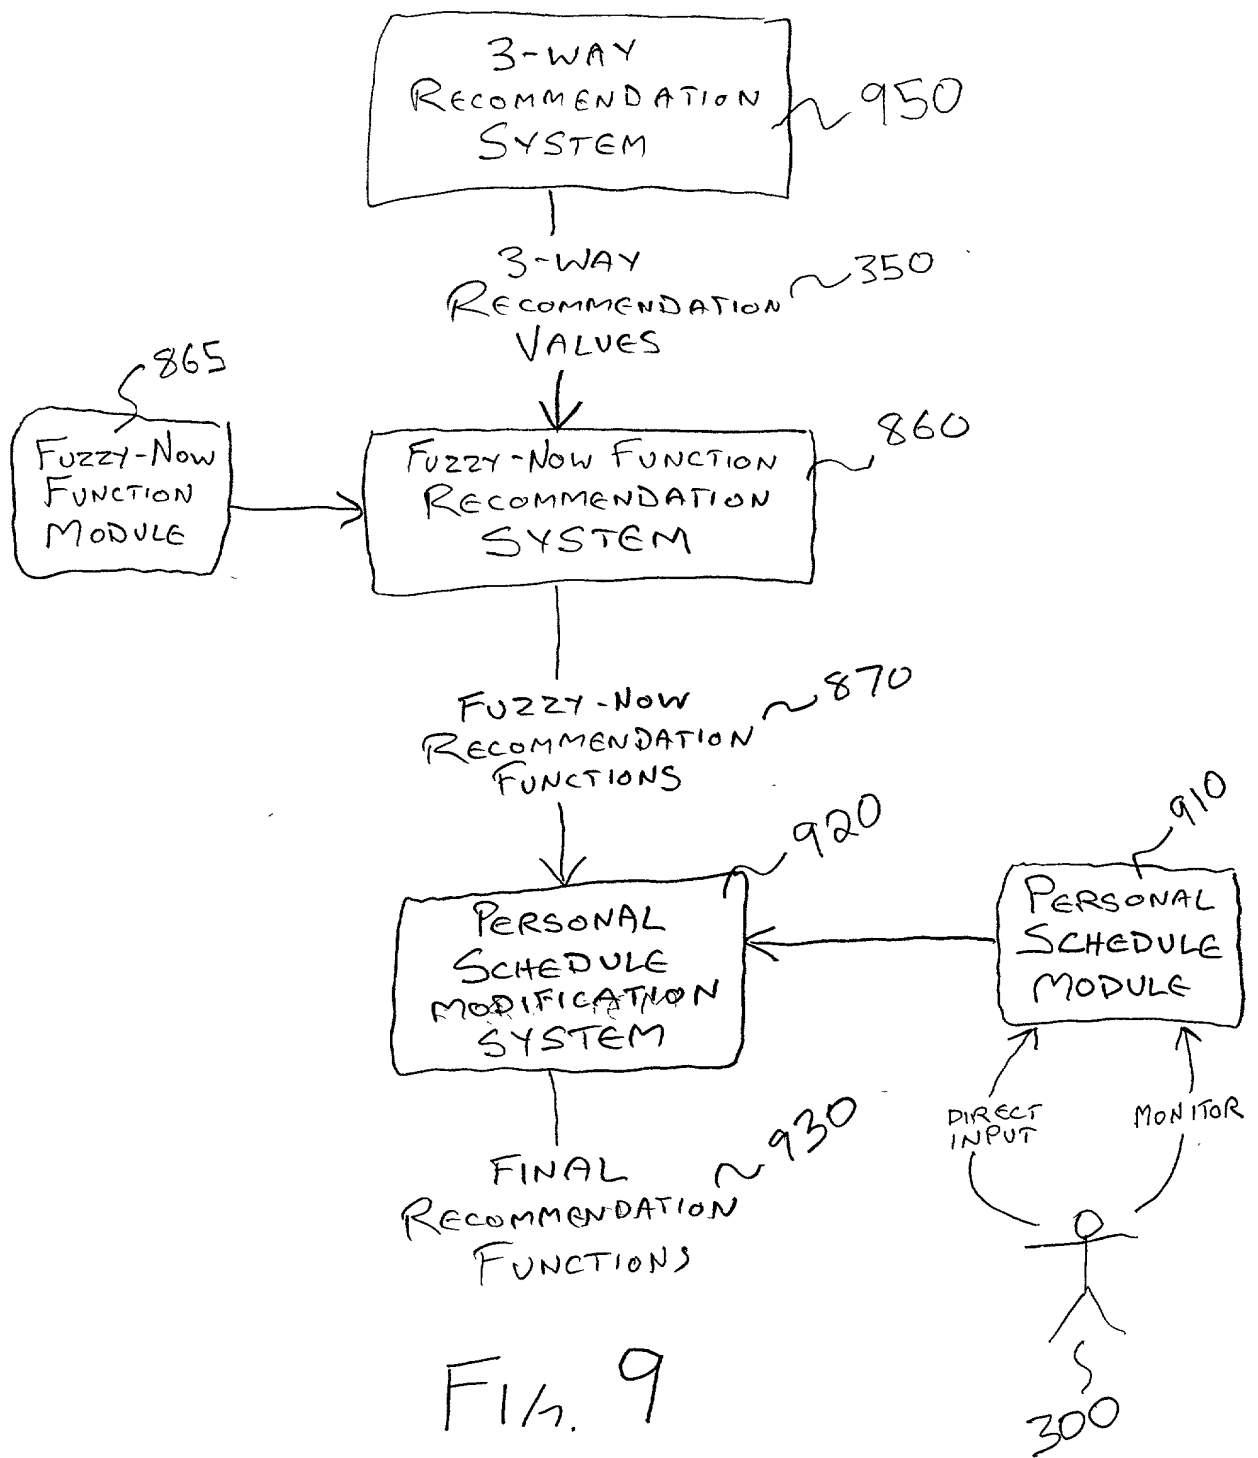 3-WAY
RECOMMENDATION
SYSTEM
950
3-WAY
RECOMMENDATION
VALUES
350
865
FUZZY-NOW
FUNCTION
MODULE
FUZZY-NOW FUNCTION
RECOMMENDATION
SYSTEM
860
FUZZY-NOW
RECOMMENDATION
FUNCTIONS
870
PERSONAL
SCHEDULE
MODIFICATION
SYSTEM
920
910
PERSONAL
SCHEDULE
MODULE
DIRECT
INPUT
MONITOR
FINAL
RECOMMENDATION
FUNCTIONS
930
300
FIG. 9